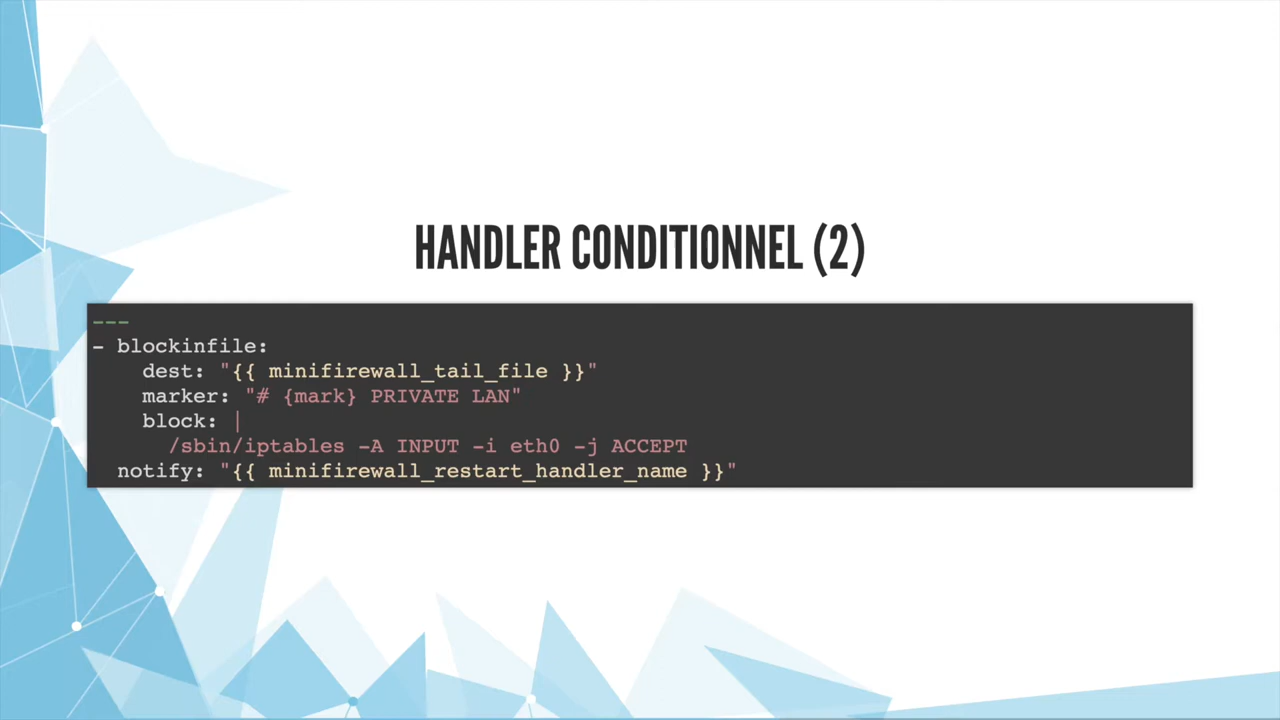 HANDLER CONDITIONNEL (2)
---
- blockinfile:
    dest: "{{ minifirewall_tail_file }}"
    marker: "# {mark} PRIVATE LAN"
    block: |
      /sbin/iptables -A INPUT -i eth0 -j ACCEPT
  notify: "{{ minifirewall_restart_handler_name }}"